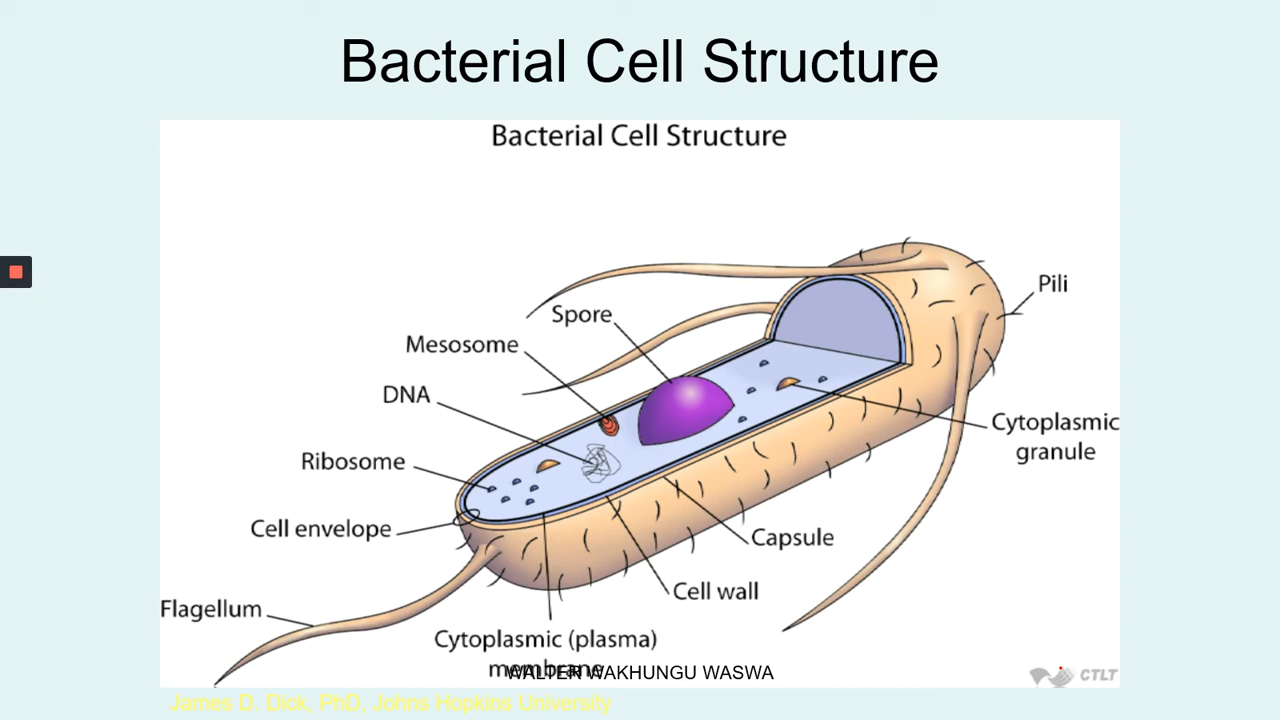 Bacterial Cell Structure
Bacterial Cell Structure
Pili
Spore
Mesosome
DNA
Cytoplasmic
granule
Ribosome
Cell envelope
Capsule
Cell wall
Flagellum
Cytoplasmic (plasma)
membrane
WALTER WAKHUNGU WASWA
CTLT
James D. Dick, PhD, Johns Hopkins University